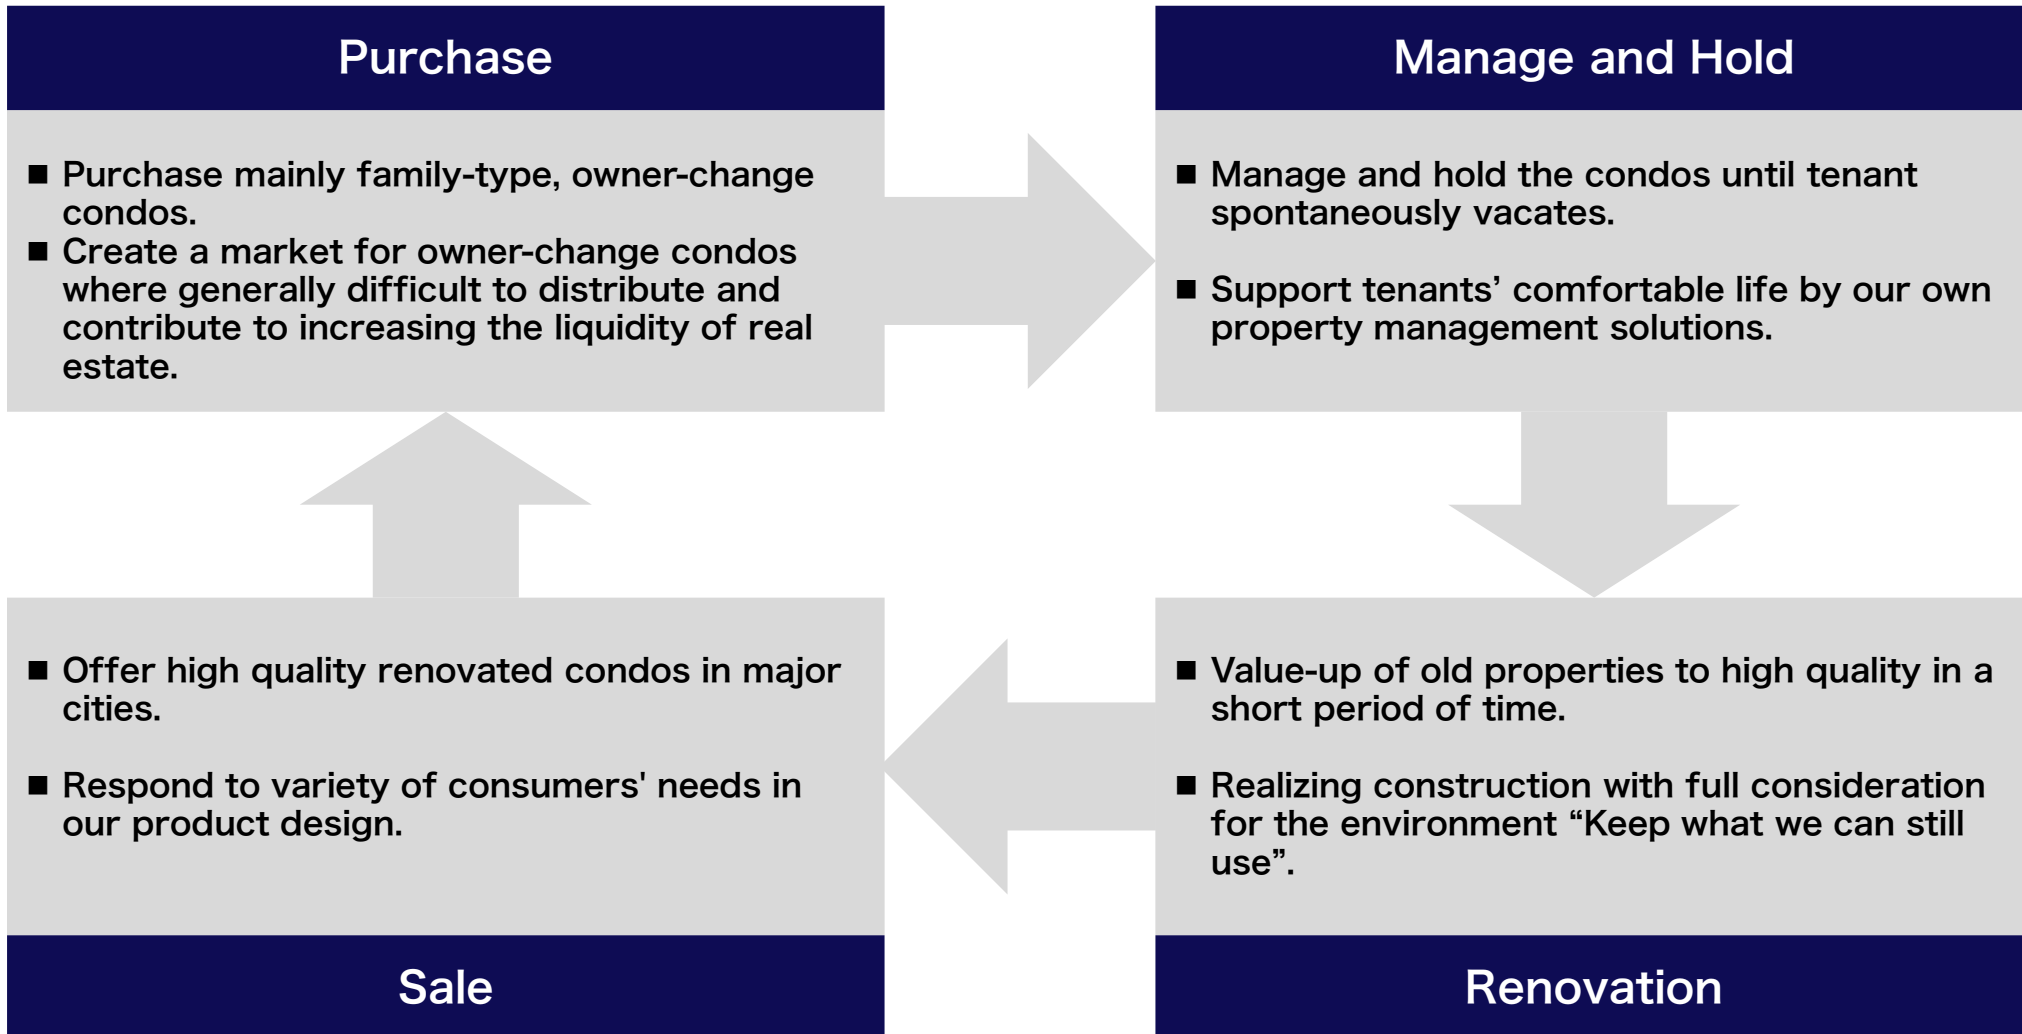 Purchase
■ Purchase mainly family-type, owner-change
condos.
■ Create a market for owner-change condos
where generally difficult to distribute and
contribute to increasing the liquidity of real
estate.
Manage and Hold
■ Manage and hold the condos until tenant
spontaneously vacates.
■ Support tenants’ comfortable life by our own
property management solutions.
■ Value-up of old properties to high quality in a
short period of time.
■ Realizing construction with full consideration
for the environment “Keep what we can still
use”.
Renovation
■ Offer high quality renovated condos in major
cities.
■ Respond to variety of consumers' needs in
our product design.
Sale